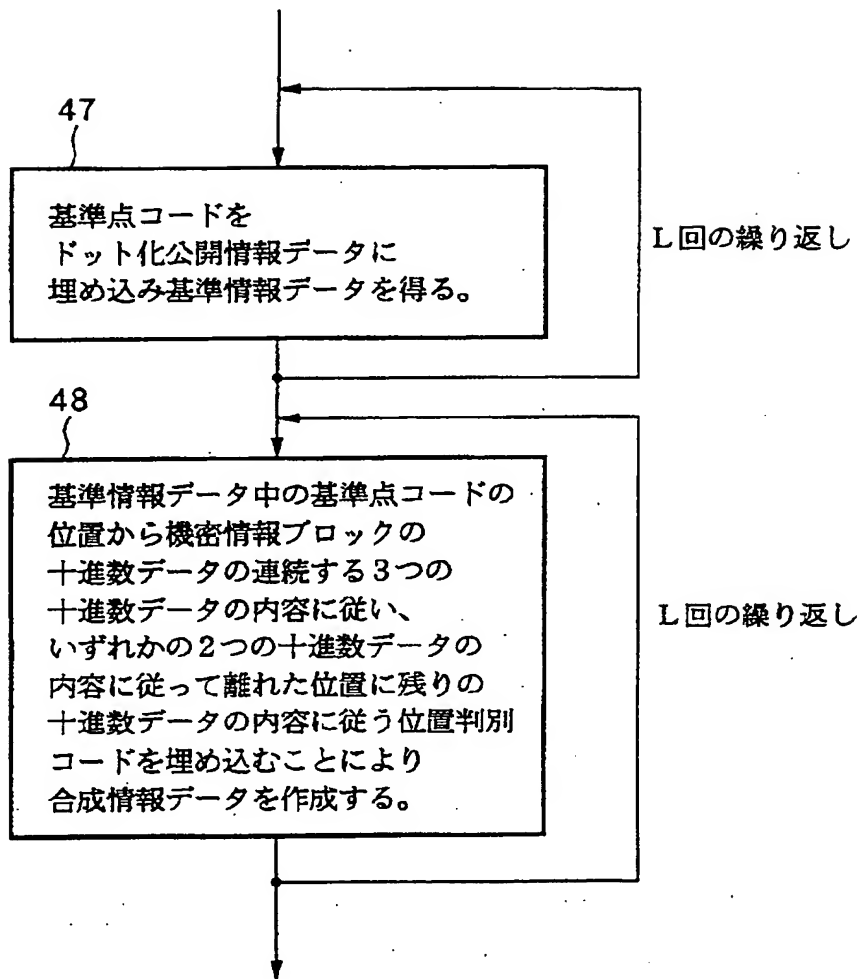 47
基準点コードを
ドット化公開情報データに
埋め込み基準情報データを得る。
L回の繰り返し
48
基準情報データ中の基準点コードの
位置から機密情報ブロックの
十進数データの連続する3つの
十進数データの内容に従い、
いずれかの2つの十進数データの
内容に従って離れた位置に残りの
十進数データの内容に従う位置判別
コードを埋め込むことにより
合成情報データを作成する。
L回の繰り返し